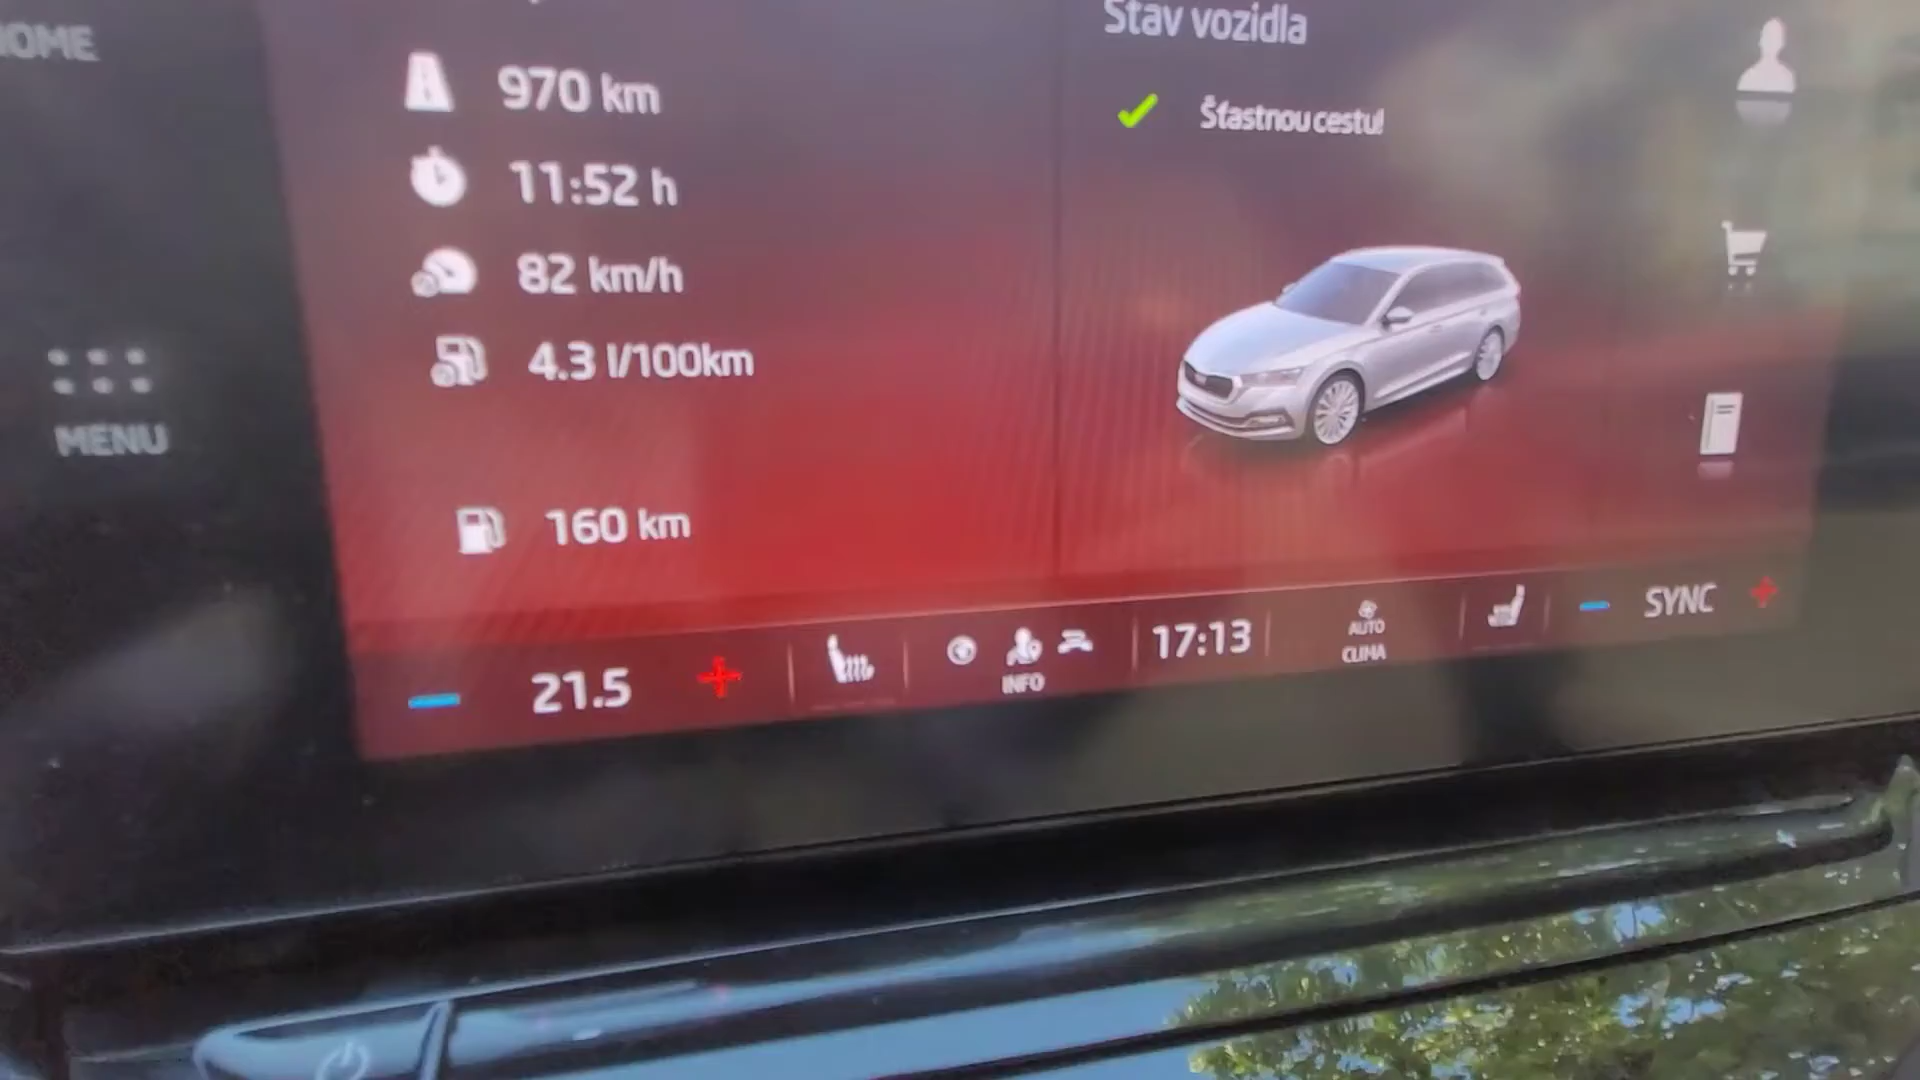 HOME
MENU
970 km
11:52 h
82 km/h
4.3 l/100km
160 km
Stav vozidla
Šťastnou cestu!
21.5
INFO
17:13
AUTO
CLIMA
SYNC